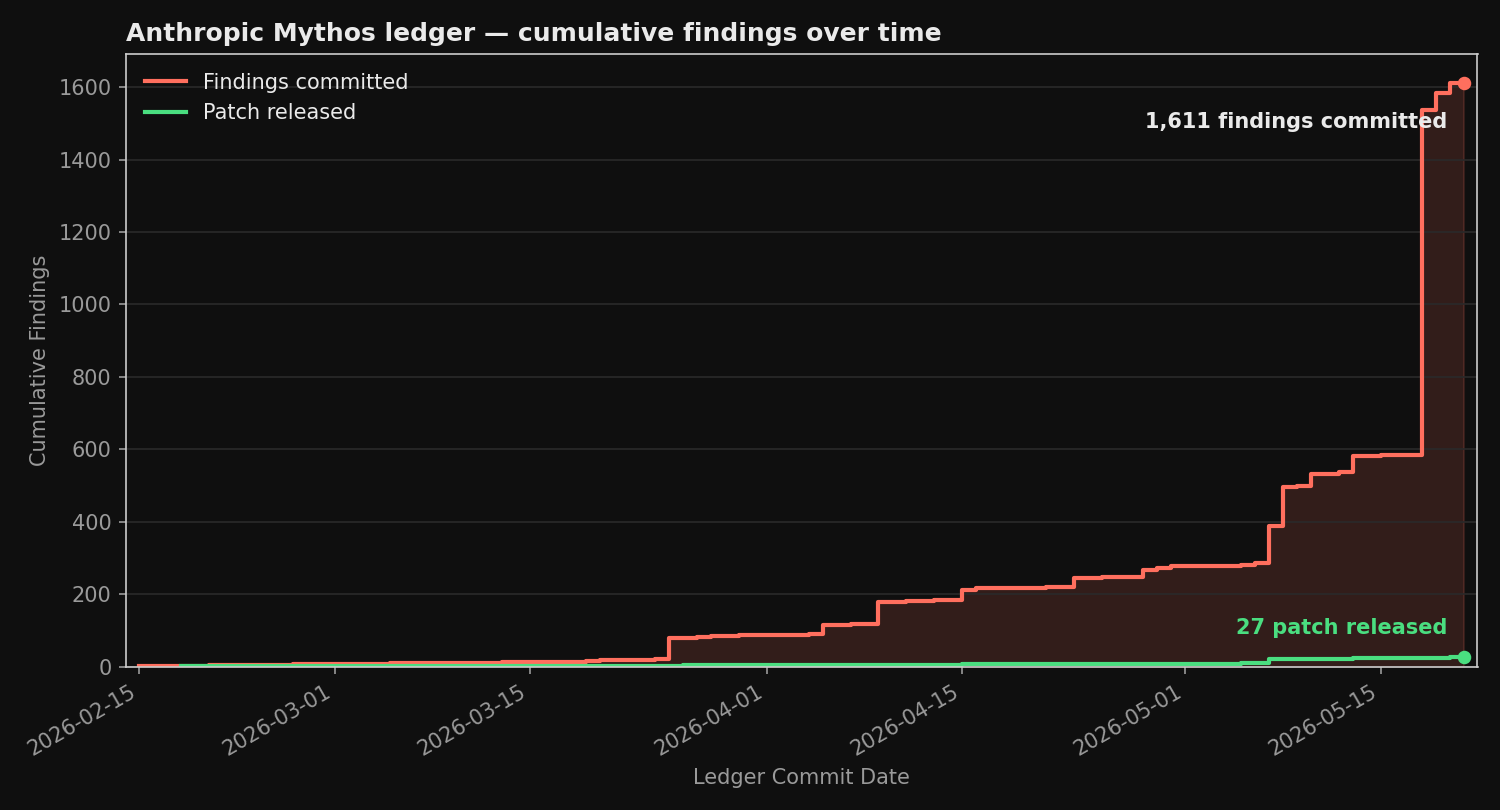 Anthropic Mythos ledger — cumulative findings over time
Findings committed
Patch released
1,611 findings committed
27 patch released
Cumulative Findings
1600
1400
1200
1000
800
600
400
200
0
2026-02-15
2026-03-01
2026-03-15
2026-04-01
2026-04-15
2026-05-01
2026-05-15
Ledger Commit Date